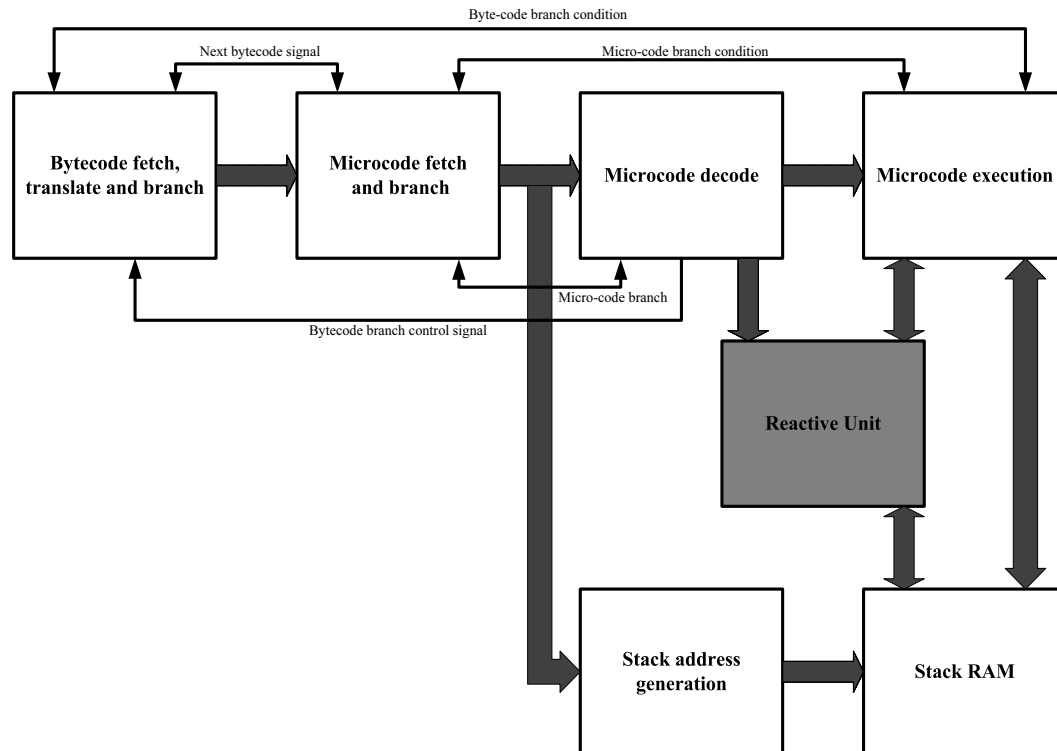 Byte-code branch condition
Next bytecode signal
Micro-code branch condition
Bytecode fetch,
translate and branch
Microcode fetch
and branch
Microcode decode
Microcode execution
Micro-code branch
Bytecode branch control signal
Reactive Unit
Stack address
generation
Stack RAM